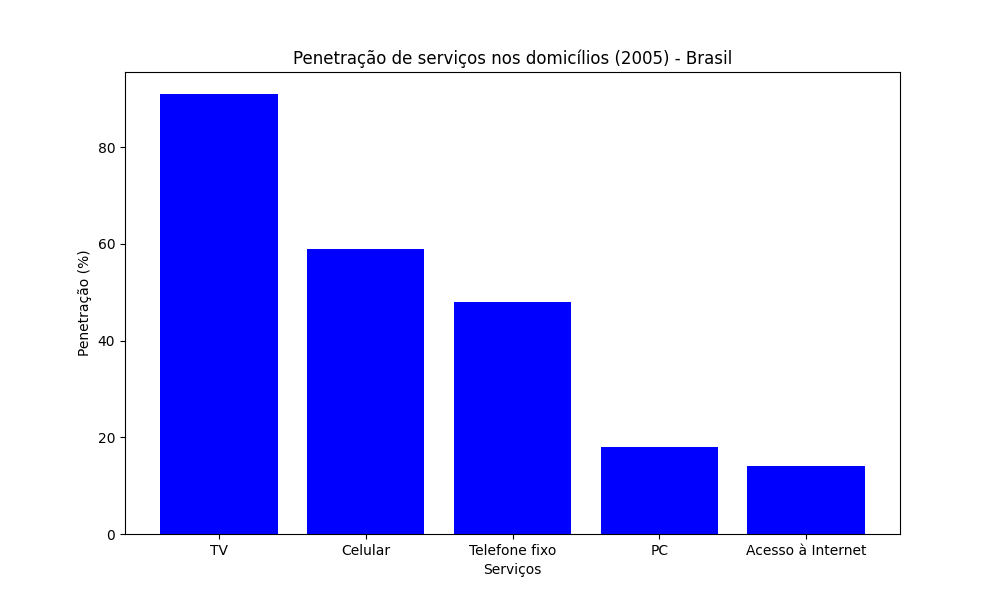 Penetração de serviços nos domicílios (2005) - Brasil
Penetração (%)
80
60
40
20
0
TV Celular Telefone fixo PC Acesso à Internet
Serviços